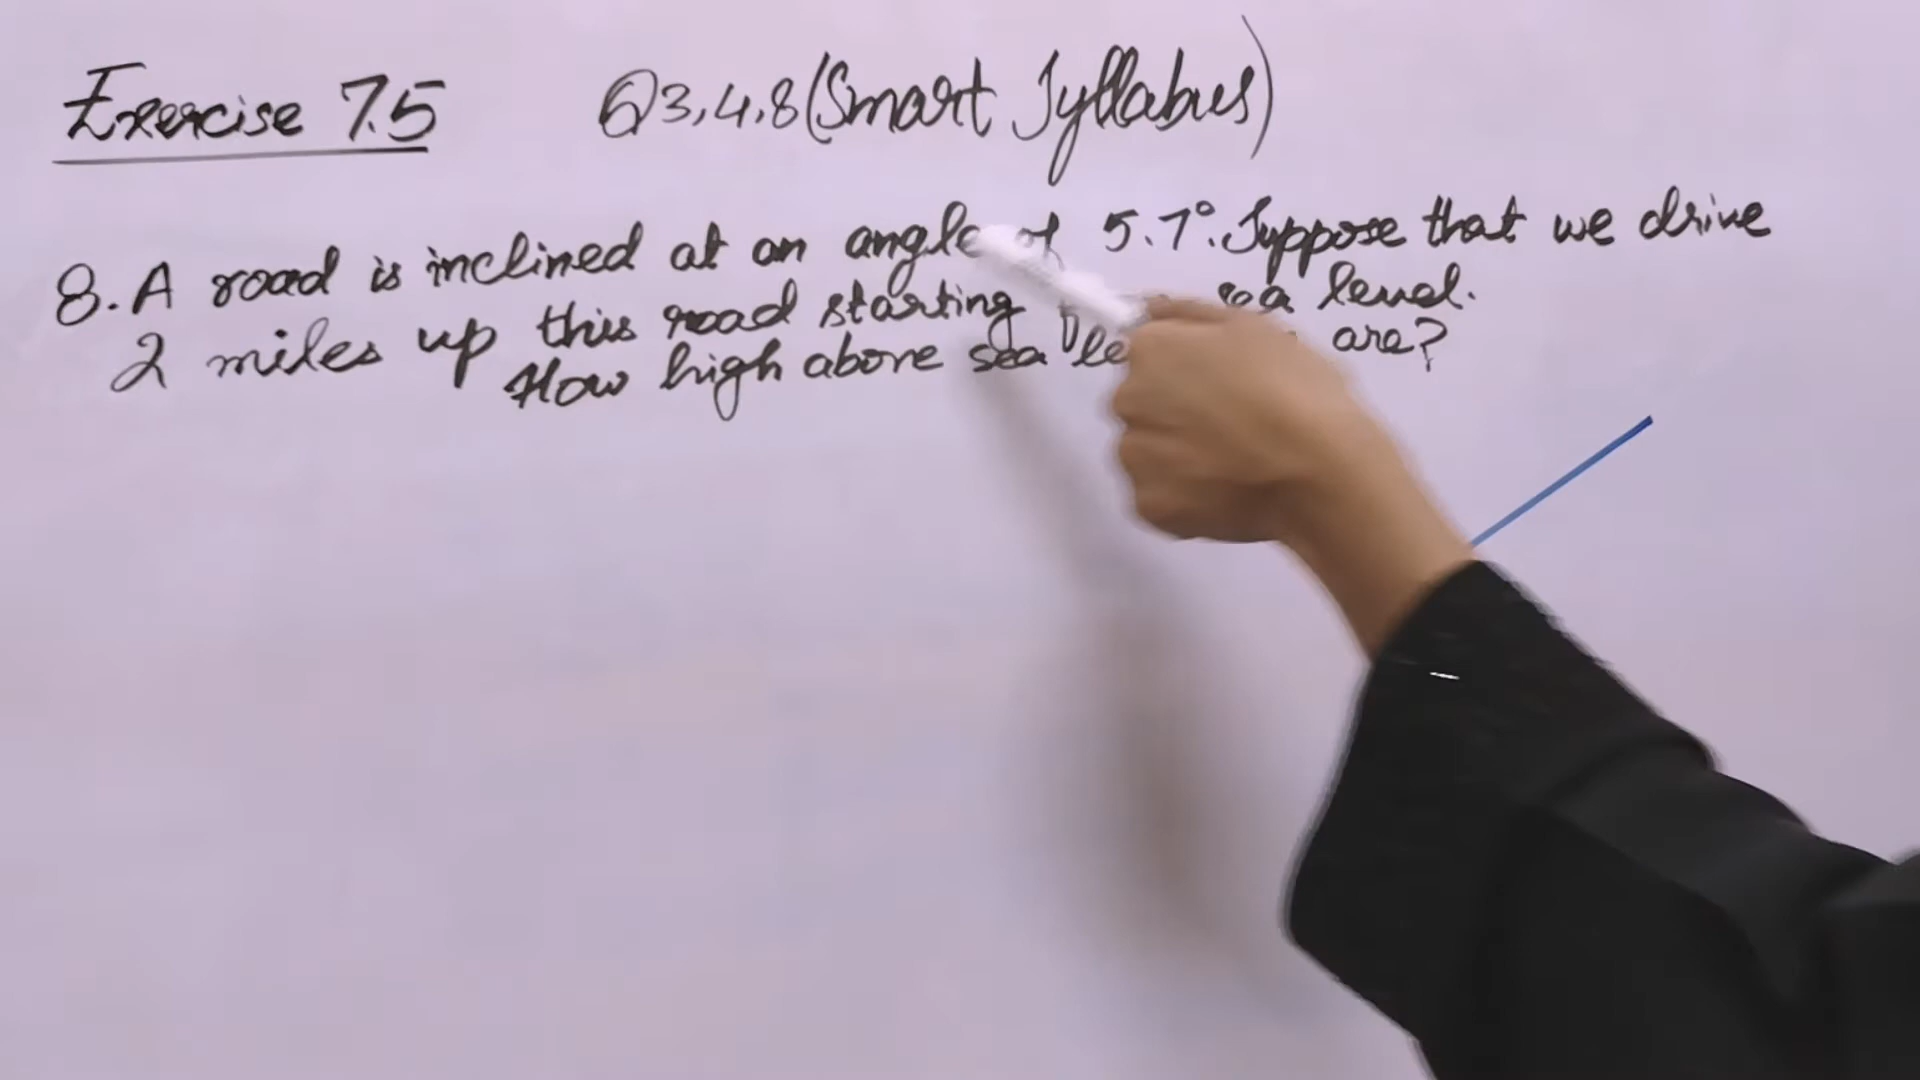 Exercise 7.5 Q3,4,8 (Smart Syllabus)
8. A road is inclined at an angle of 5.7°. Suppose that we drive
2 miles up this road starting sea level.
How high above sea are?